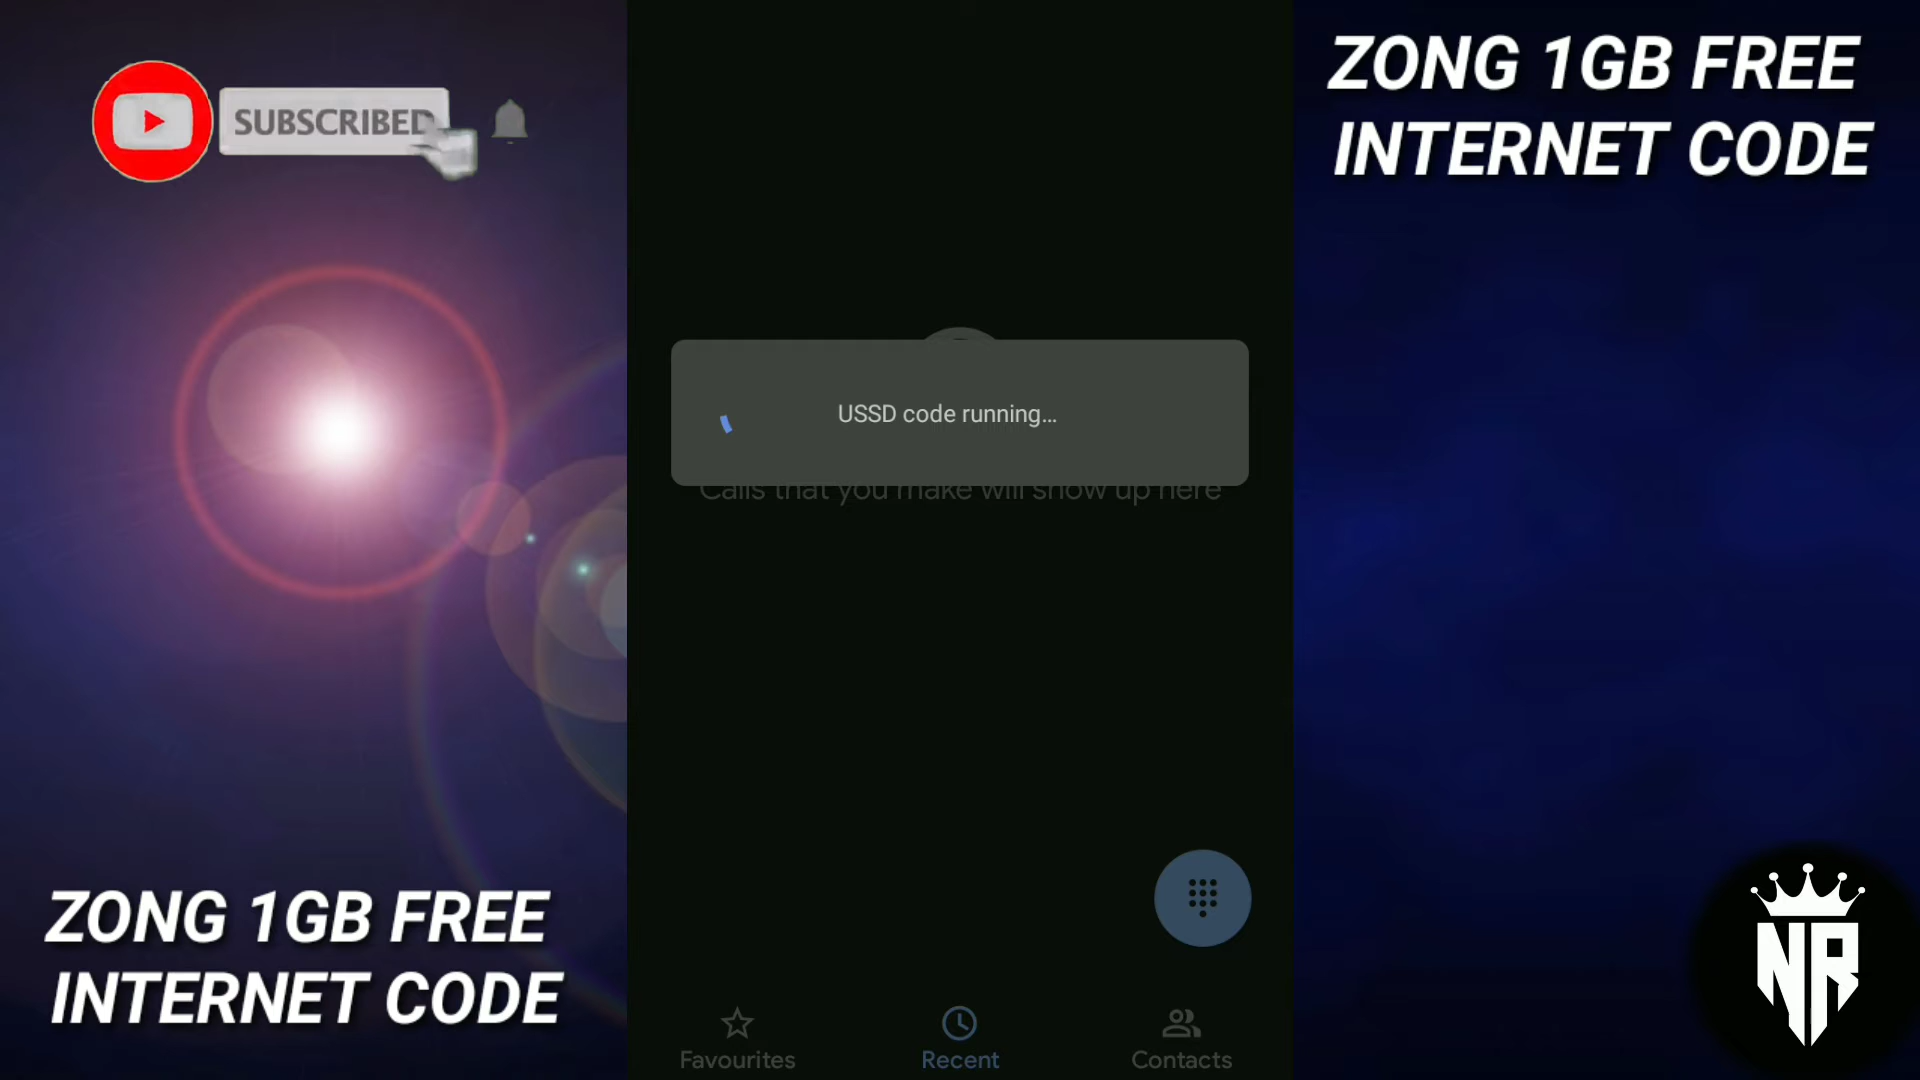 SUBSCRIBED
ZONG 1GB FREE
INTERNET CODE
USSD code running...
Calls that you make will show up here
Favourites
Recent
Contacts
ZONG 1GB FREE
INTERNET CODE
NR